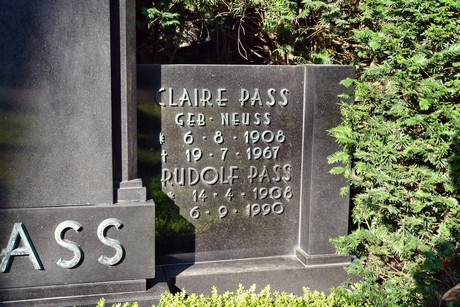 CLAIRE PASS
GEB·NEUSS
* 6·8·1908
† 19·7·1967
RUDOLF PASS
* 14·4·1908
6·9·1990
ASS